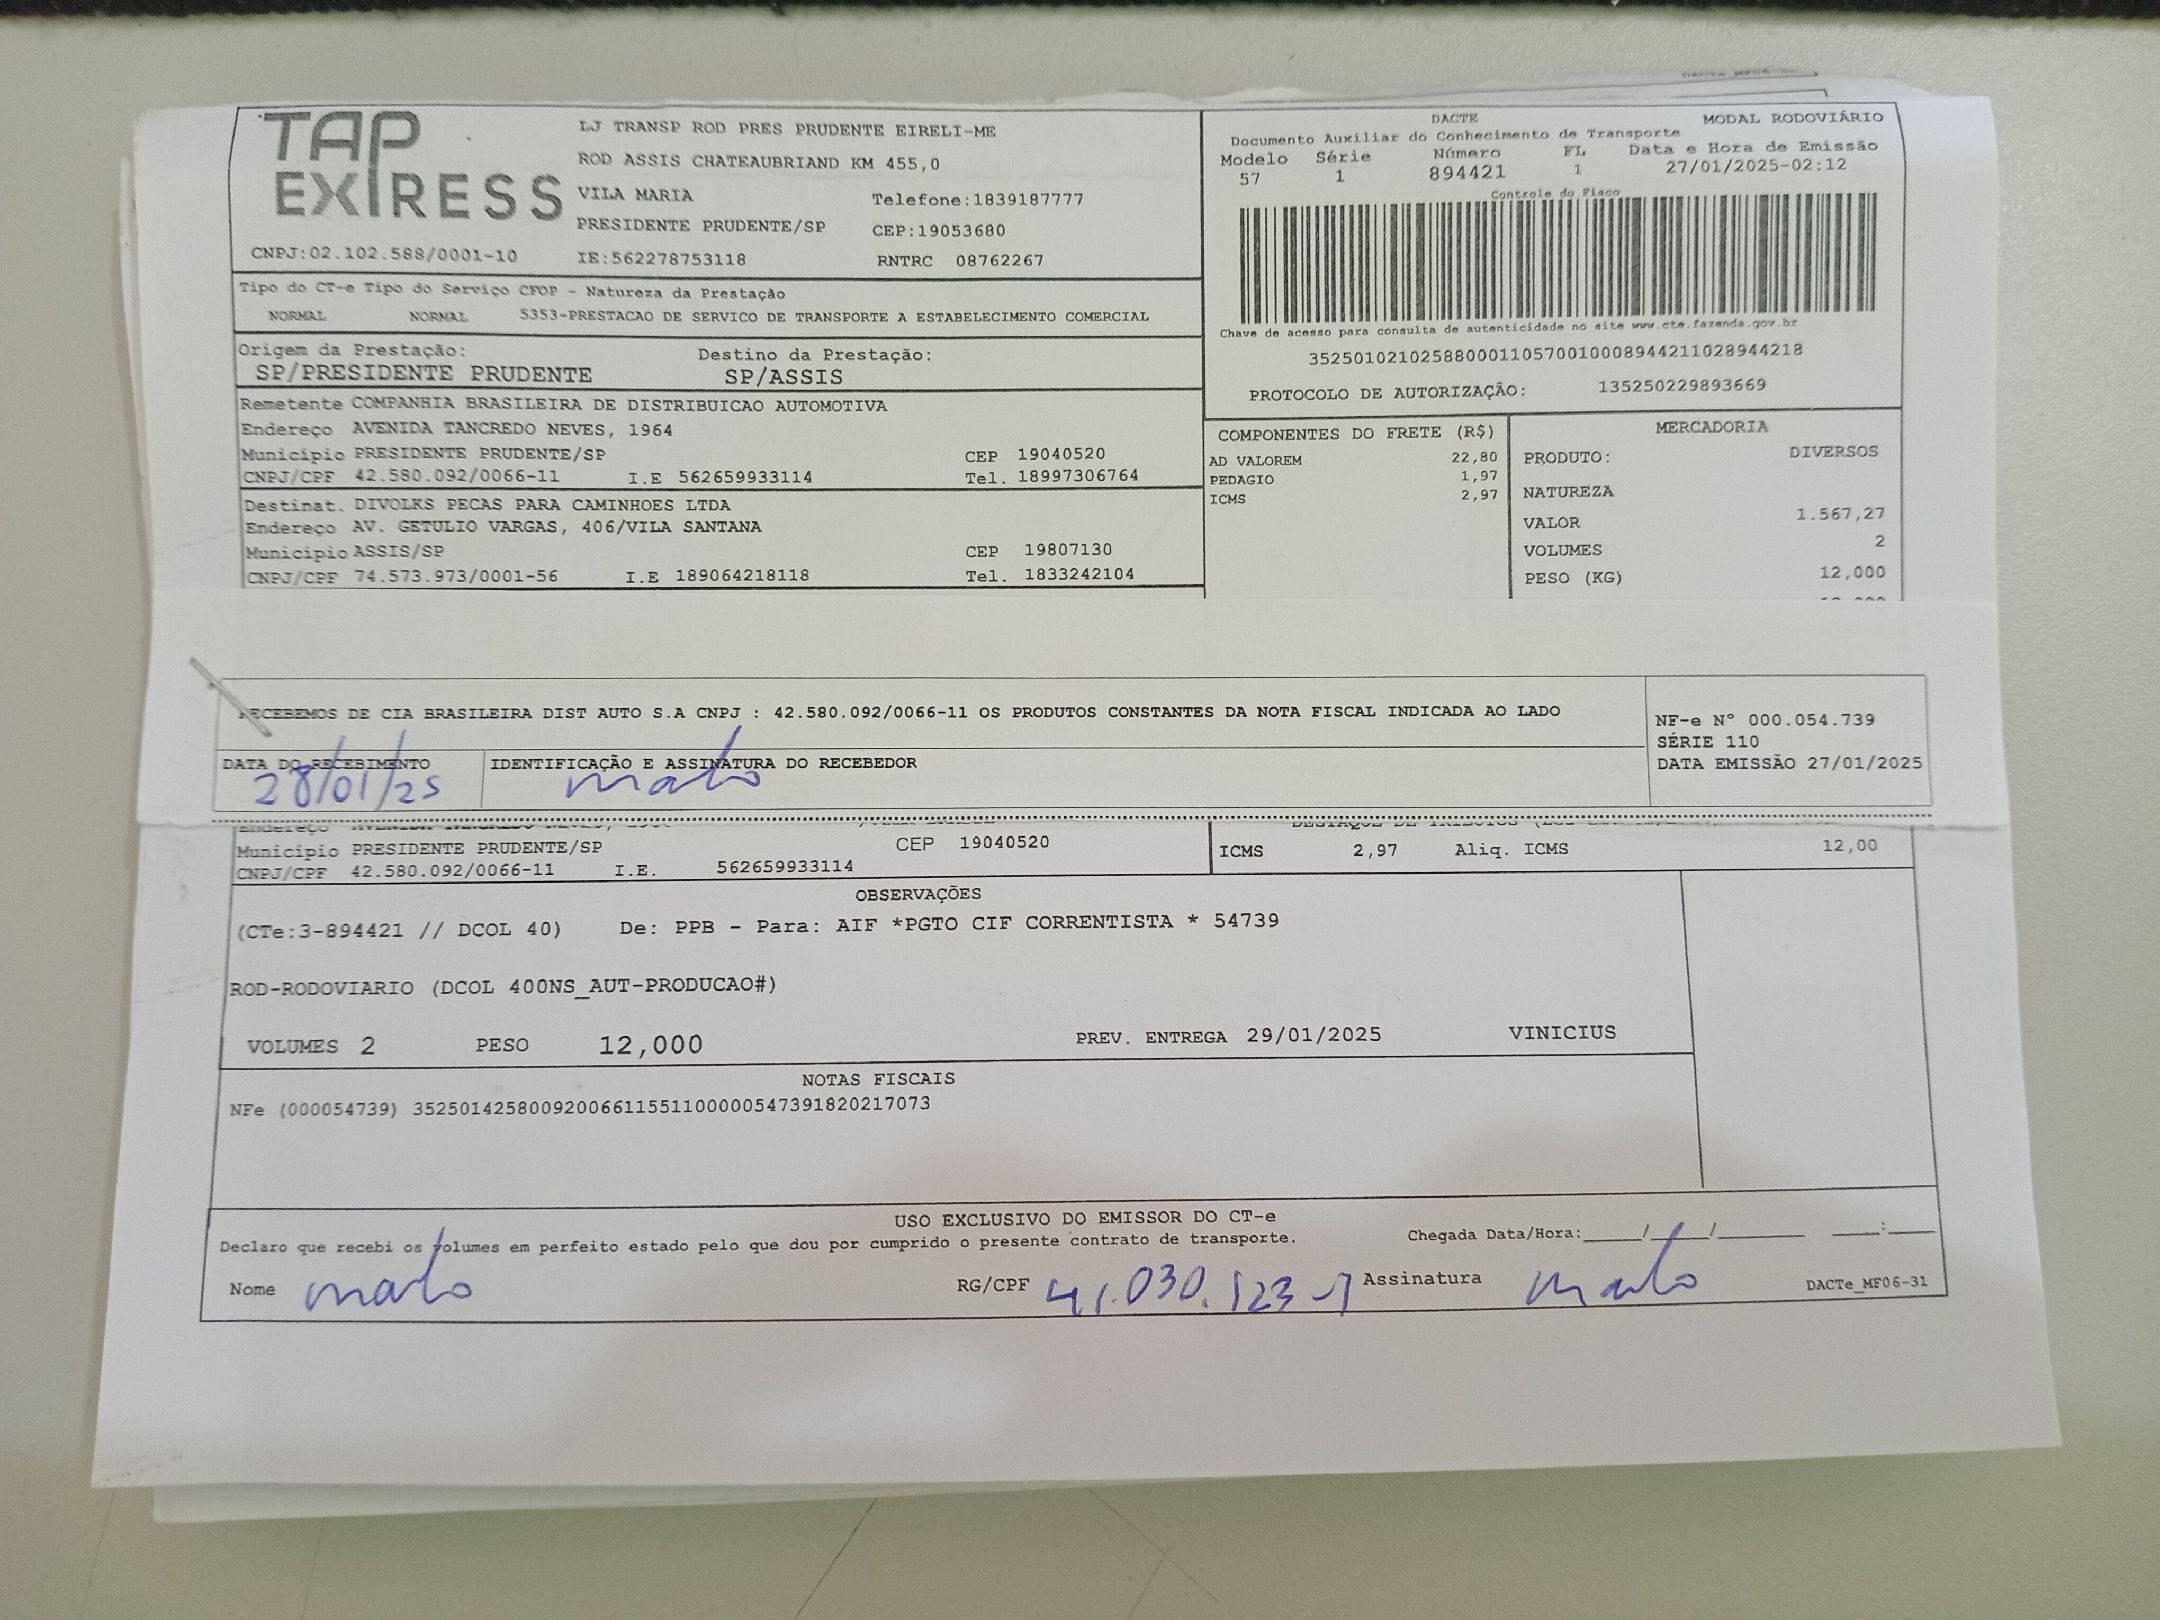 TAP
EXPRESS
LJ TRANSP ROD PRES PRUDENTE EIRELI-ME
ROD ASSIS CHATEAUBRIAND KM 455,0
VILA MARIA Telefone:1839187777
PRESIDENTE PRUDENTE/SP CEP:19053680
CNPJ:02.102.588/0001-10 IE:562278753118 RNTRC 08762267
DACTE MODAL RODOVIÁRIO
Documento Auxiliar do Conhecimento de Transporte
Modelo Série Número FL Data e Hora de Emissão
57 1 894421 1 27/01/2025-02:12
Controle do Fisco
Chave de acesso para consulta de autenticidade no site www.cte.fazenda.gov.br
35250102102588000110570010008944211028944218
PROTOCOLO DE AUTORIZAÇÃO: 135250229893669
Tipo do CT-e Tipo do Serviço CFOP - Natureza da Prestação
NORMAL NORMAL 5353-PRESTACAO DE SERVICO DE TRANSPORTE A ESTABELECIMENTO COMERCIAL
Origem da Prestação: Destino da Prestação:
SP/PRESIDENTE PRUDENTE SP/ASSIS
Remetente COMPANHIA BRASILEIRA DE DISTRIBUICAO AUTOMOTIVA
Endereço AVENIDA TANCREDO NEVES, 1964
Município PRESIDENTE PRUDENTE/SP CEP 19040520
CNPJ/CPF 42.580.092/0066-11 I.E 562659933114 Tel. 18997306764
Destinat. DIVOLKS PECAS PARA CAMINHOES LTDA
Endereço AV. GETULIO VARGAS, 406/VILA SANTANA
Município ASSIS/SP CEP 19807130
CNPJ/CPF 74.573.973/0001-56 I.E 189064218118 Tel. 1833242104
COMPONENTES DO FRETE (R$)
AD VALOREM 22,80
PEDAGIO 1,97
ICMS 2,97
MERCADORIA
PRODUTO: DIVERSOS
NATUREZA
VALOR 1.567,27
VOLUMES 2
PESO (KG) 12,000
RECEBEMOS DE CIA BRASILEIRA DIST AUTO S.A CNPJ : 42.580.092/0066-11 OS PRODUTOS CONSTANTES DA NOTA FISCAL INDICADA AO LADO
NF-e Nº 000.054.739
SÉRIE 110
DATA EMISSÃO 27/01/2025
DATA DO RECEBIMENTO IDENTIFICAÇÃO E ASSINATURA DO RECEBEDOR
28/01/25
Município PRESIDENTE PRUDENTE/SP CEP 19040520
CNPJ/CPF 42.580.092/0066-11 I.E. 562659933114
ICMS 2,97 Aliq. ICMS 12,00
OBSERVAÇÕES
(CTe:3-894421 // DCOL 40) De: PPB - Para: AIF *PGTO CIF CORRENTISTA * 54739
ROD-RODOVIARIO (DCOL 400NS_AUT-PRODUCAO#)
VOLUMES 2 PESO 12,000 PREV. ENTREGA 29/01/2025 VINICIUS
NOTAS FISCAIS
NFe (000054739) 35250142580092006611551100000547391820217073
USO EXCLUSIVO DO EMISSOR DO CT-e
Declaro que recebi os volumes em perfeito estado pelo que dou por cumprido o presente contrato de transporte. Chegada Data/Hora:_____/_____/________ ____:____
Nome RG/CPF Assinatura DACTe_MF06-31